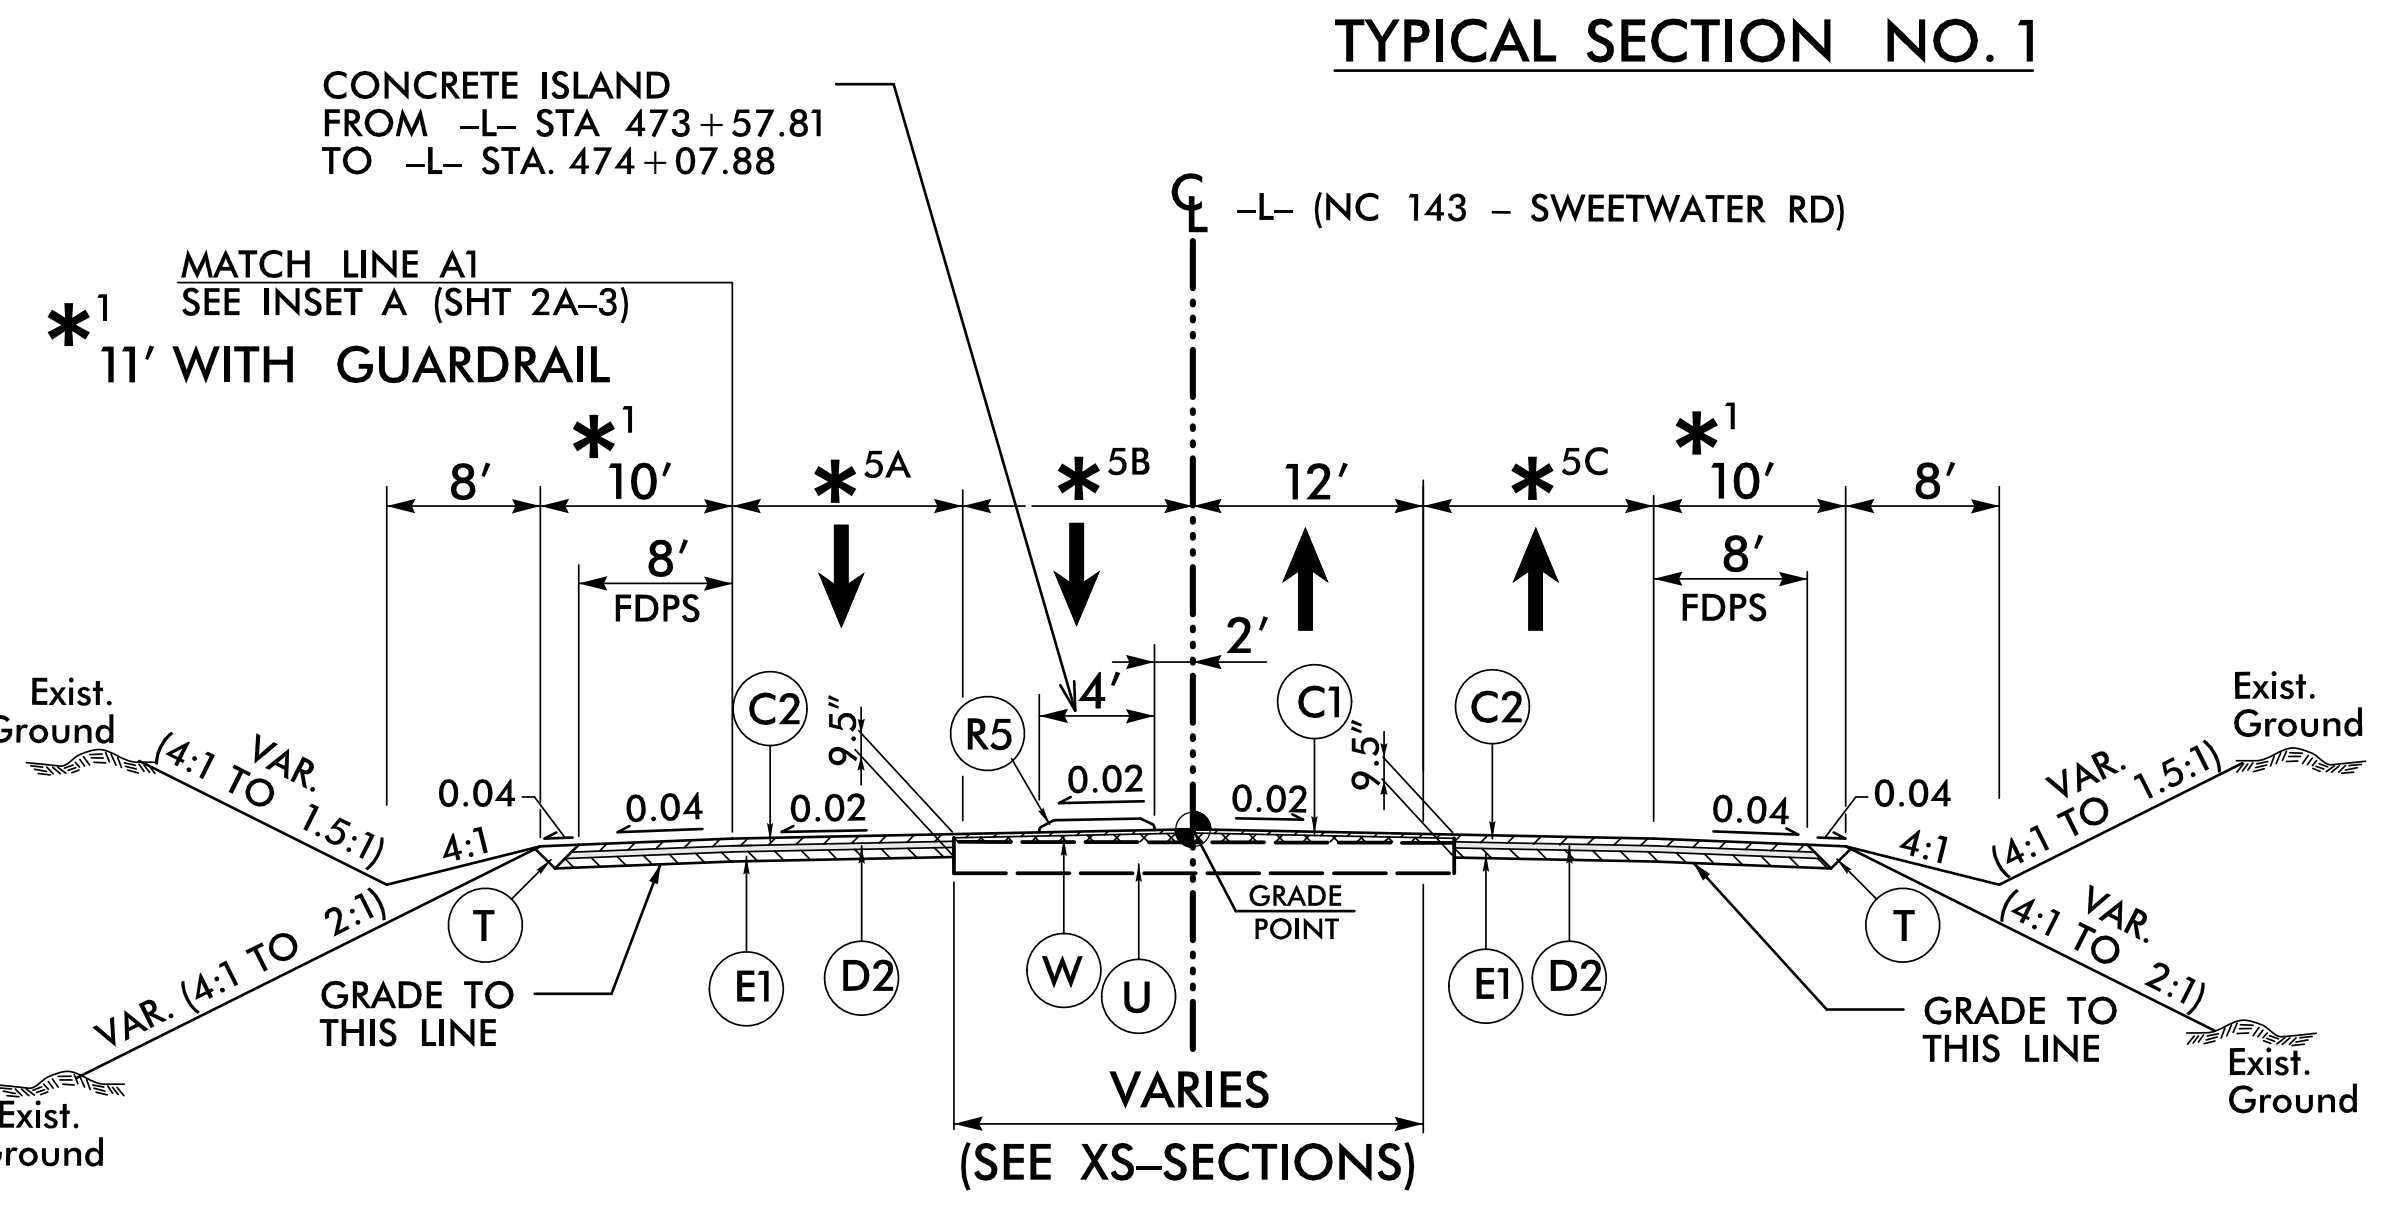 TYPICAL SECTION NO. 1
CONCRETE ISLAND
FROM –L– STA 473+57.81
TO –L– STA. 474+07.88
CL –L– (NC 143 – SWEETWATER RD)
MATCH LINE A1
SEE INSET A (SHT 2A–3)
*1
11' WITH GUARDRAIL
*1 *5A *5B *5C *1
8' 10' 12' 10' 8'
8' 8'
FDPS FDPS
2'
4'
C2 9.5" R5 C1 9.5" C2
Exist.
Ground
Exist.
Ground
VAR.
(4:1 TO 1.5:1)
VAR.
(4:1 TO 1.5:1)
0.04 0.04 0.02 0.02 0.02 0.04 0.04
4:1 4:1
T GRADE T
POINT
VAR. (4:1 TO 2:1)
VAR.
(4:1 TO 2:1)
E1 D2 W U E1 D2
GRADE TO
THIS LINE
GRADE TO
THIS LINE
VARIES
(SEE XS–SECTIONS)
Exist.
Ground
Exist.
round